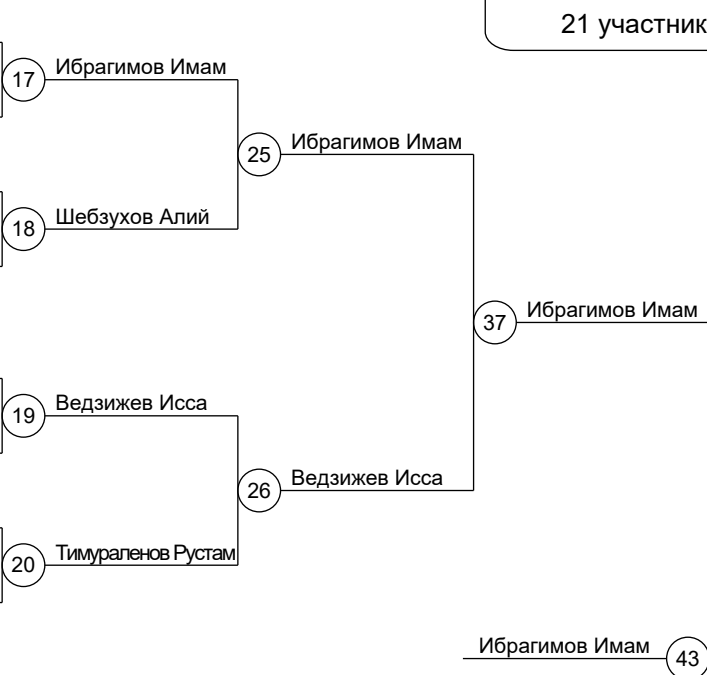 21 участник
17 Ибрагимов Имам
25 Ибрагимов Имам
18 Шебзухов Алий
37 Ибрагимов Имам
19 Ведзижев Исса
26 Ведзижев Исса
20 Тимураленов Рустам
Ибрагимов Имам 43